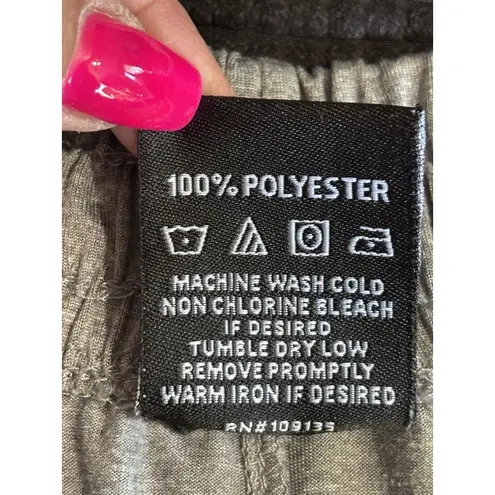 100% POLYESTER
MACHINE WASH COLD
NON CHLORINE BLEACH
IF DESIRED
TUMBLE DRY LOW
REMOVE PROMPTLY
WARM IRON IF DESIRED
RN#109135